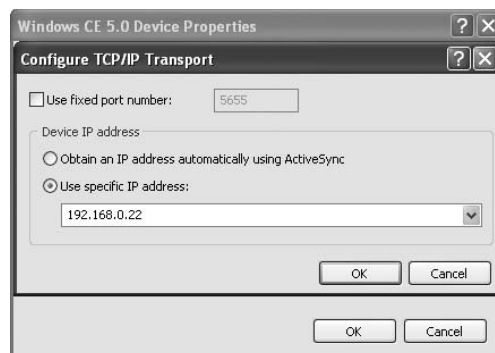 Windows CE 5.0 Device Properties
Configure TCP/IP Transport
Use fixed port number: 5655
Device IP address
Obtain an IP address automatically using ActiveSync
Use specific IP address:
192.168.0.22
OK Cancel
OK Cancel